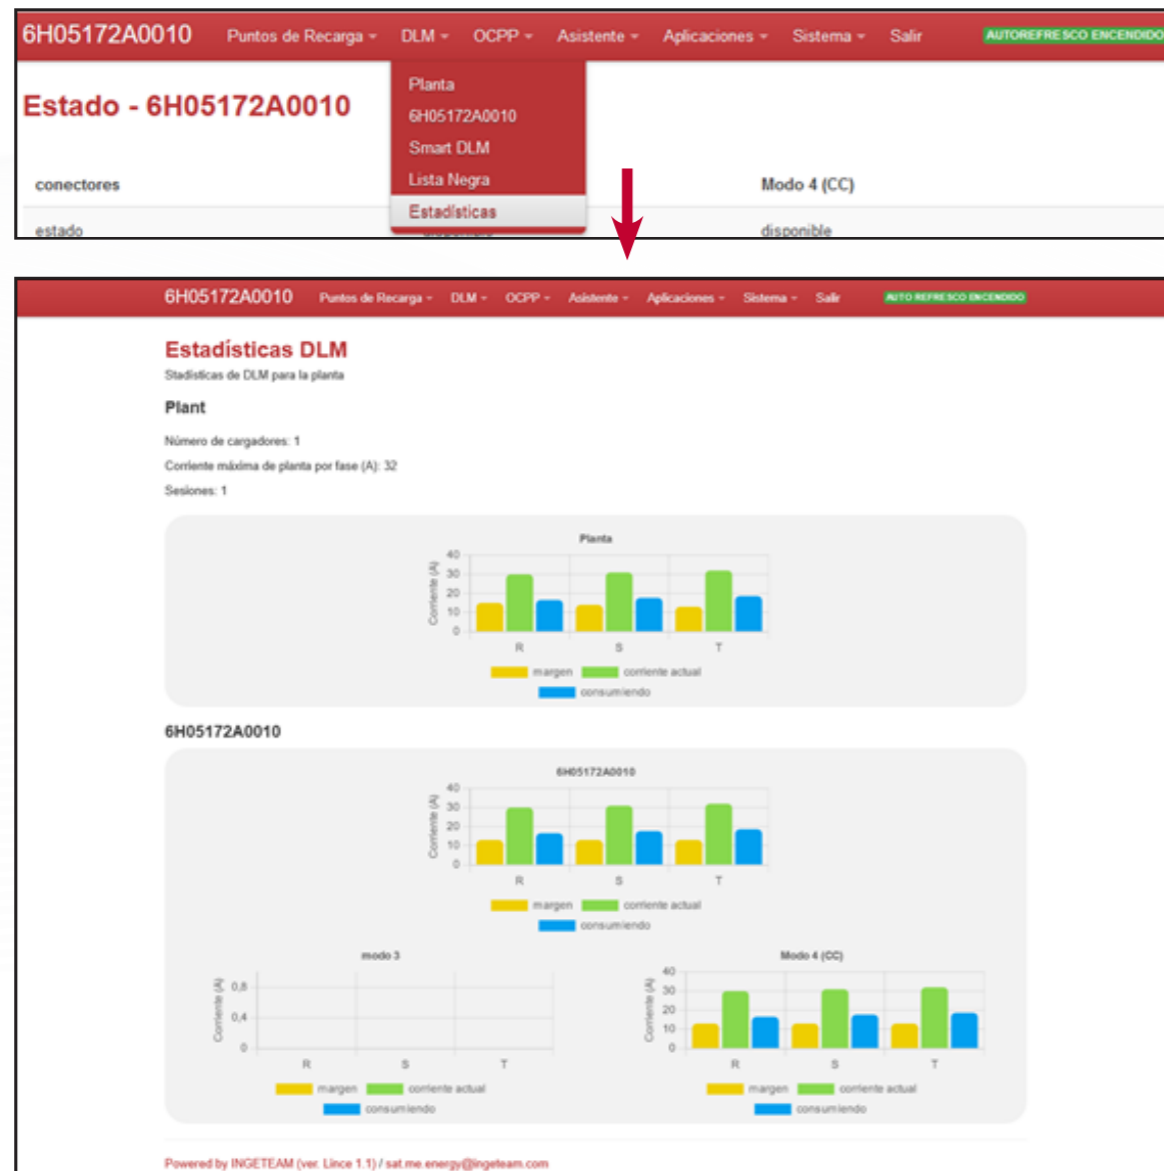 6H05172A0010 Puntos de Recarga DLM OCPP Asistente Aplicaciones Sistema Salir AUTOREFRESCO ENCENDIDO
Planta
Estado - 6H05172A0010
6H05172A0010
Smart DLM
conectores Lista Negra Modo 4 (CC)
Estadísticas
estado disponible disponible
6H05172A0010 Puntos de Recarga DLM OCPP Asistente Aplicaciones Sistema Salir AUTO REFRESCO ENCENDIDO
Estadísticas DLM
Stadísticas de DLM para la planta
Plant
Número de cargadores: 1
Corriente máxima de planta por fase (A): 32
Sesiones: 1
Planta
Corriente (A)
40
30
20
10
0
R S T
margen corriente actual
consumiendo
6H05172A0010
6H05172A0010
Corriente (A)
40
30
20
10
0
R S T
margen corriente actual
consumiendo
modo 3
Corriente (A)
0,8
0,4
0
R S T
margen corriente actual
consumiendo
Modo 4 (CC)
Corriente (A)
40
30
20
10
0
R S T
margen corriente actual
consumiendo
Powered by INGETEAM (ver. Lince 1.1) / sat.me.energy@ingeteam.com